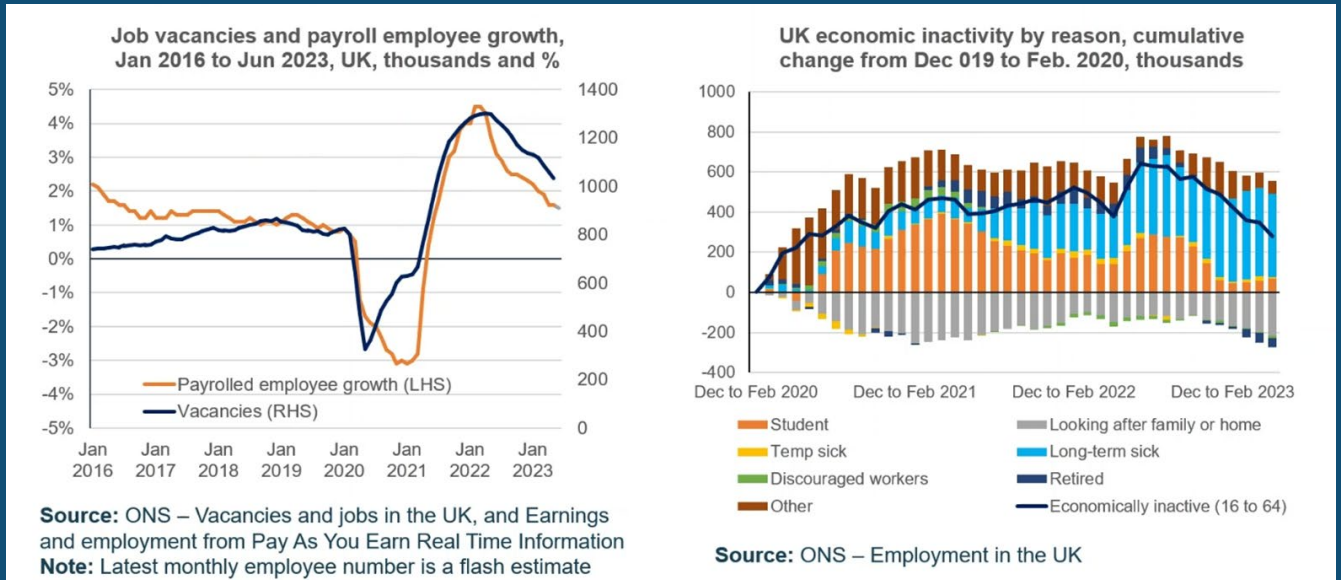 Job vacancies and payroll employee growth,
Jan 2016 to Jun 2023, UK, thousands and %
5%
4%
3%
2%
1%
0%
-1%
-2%
-3%
-4%
-5%
1400
1200
1000
800
600
400
200
0
Payrolled employee growth (LHS)
Vacancies (RHS)
Jan 2016
Jan 2017
Jan 2018
Jan 2019
Jan 2020
Jan 2021
Jan 2022
Jan 2023
Source: ONS – Vacancies and jobs in the UK, and Earnings
and employment from Pay As You Earn Real Time Information
Note: Latest monthly employee number is a flash estimate
UK economic inactivity by reason, cumulative
change from Dec 019 to Feb. 2020, thousands
1000
800
600
400
200
0
-200
-400
Dec to Feb 2020
Dec to Feb 2021
Dec to Feb 2022
Dec to Feb 2023
Student
Looking after family or home
Temp sick
Long-term sick
Discouraged workers
Retired
Other
Economically inactive (16 to 64)
Source: ONS – Employment in the UK